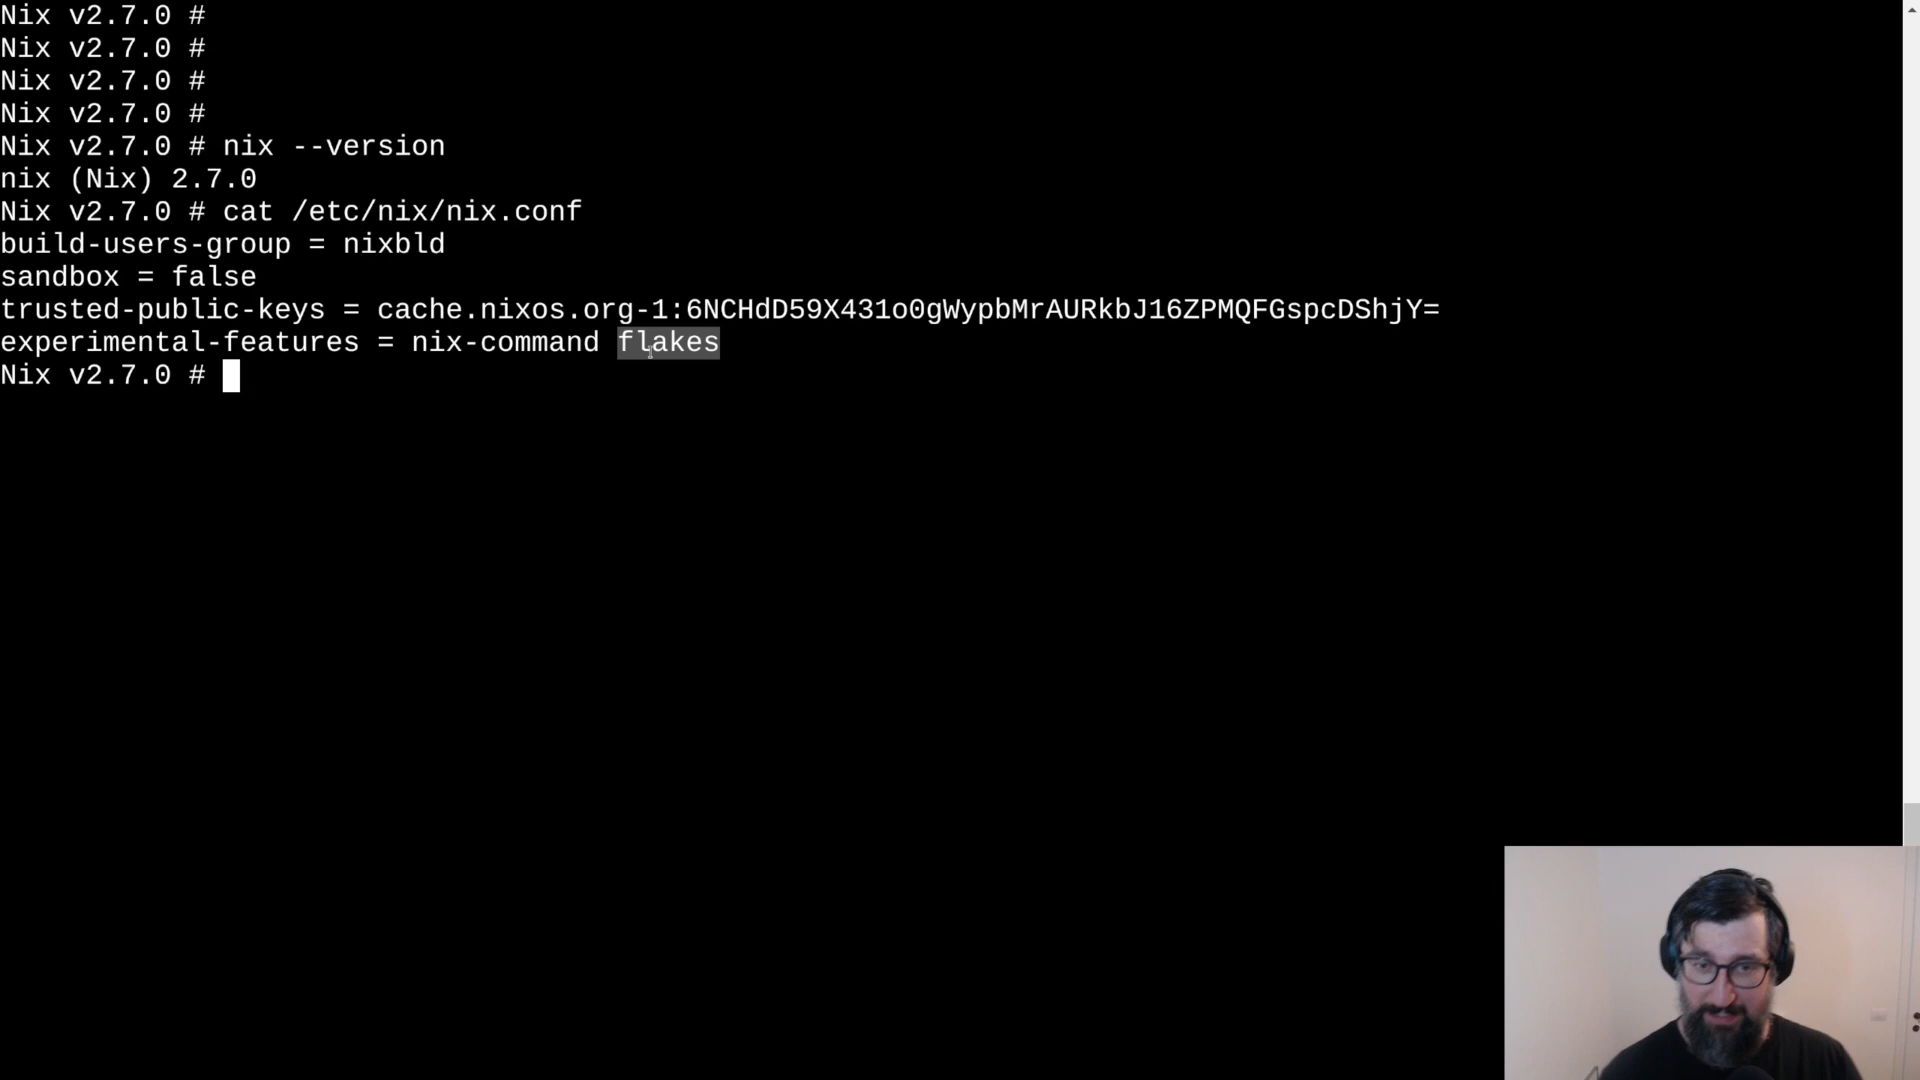 Nix v2.7.0 #
Nix v2.7.0 #
Nix v2.7.0 #
Nix v2.7.0 #
Nix v2.7.0 # nix --version
nix (Nix) 2.7.0
Nix v2.7.0 # cat /etc/nix/nix.conf
build-users-group = nixbld
sandbox = false
trusted-public-keys = cache.nixos.org-1:6NCHdD59X431o0gWypbMrAURkbJ16ZPMQFGspcDShjY=
experimental-features = nix-command flakes
Nix v2.7.0 #